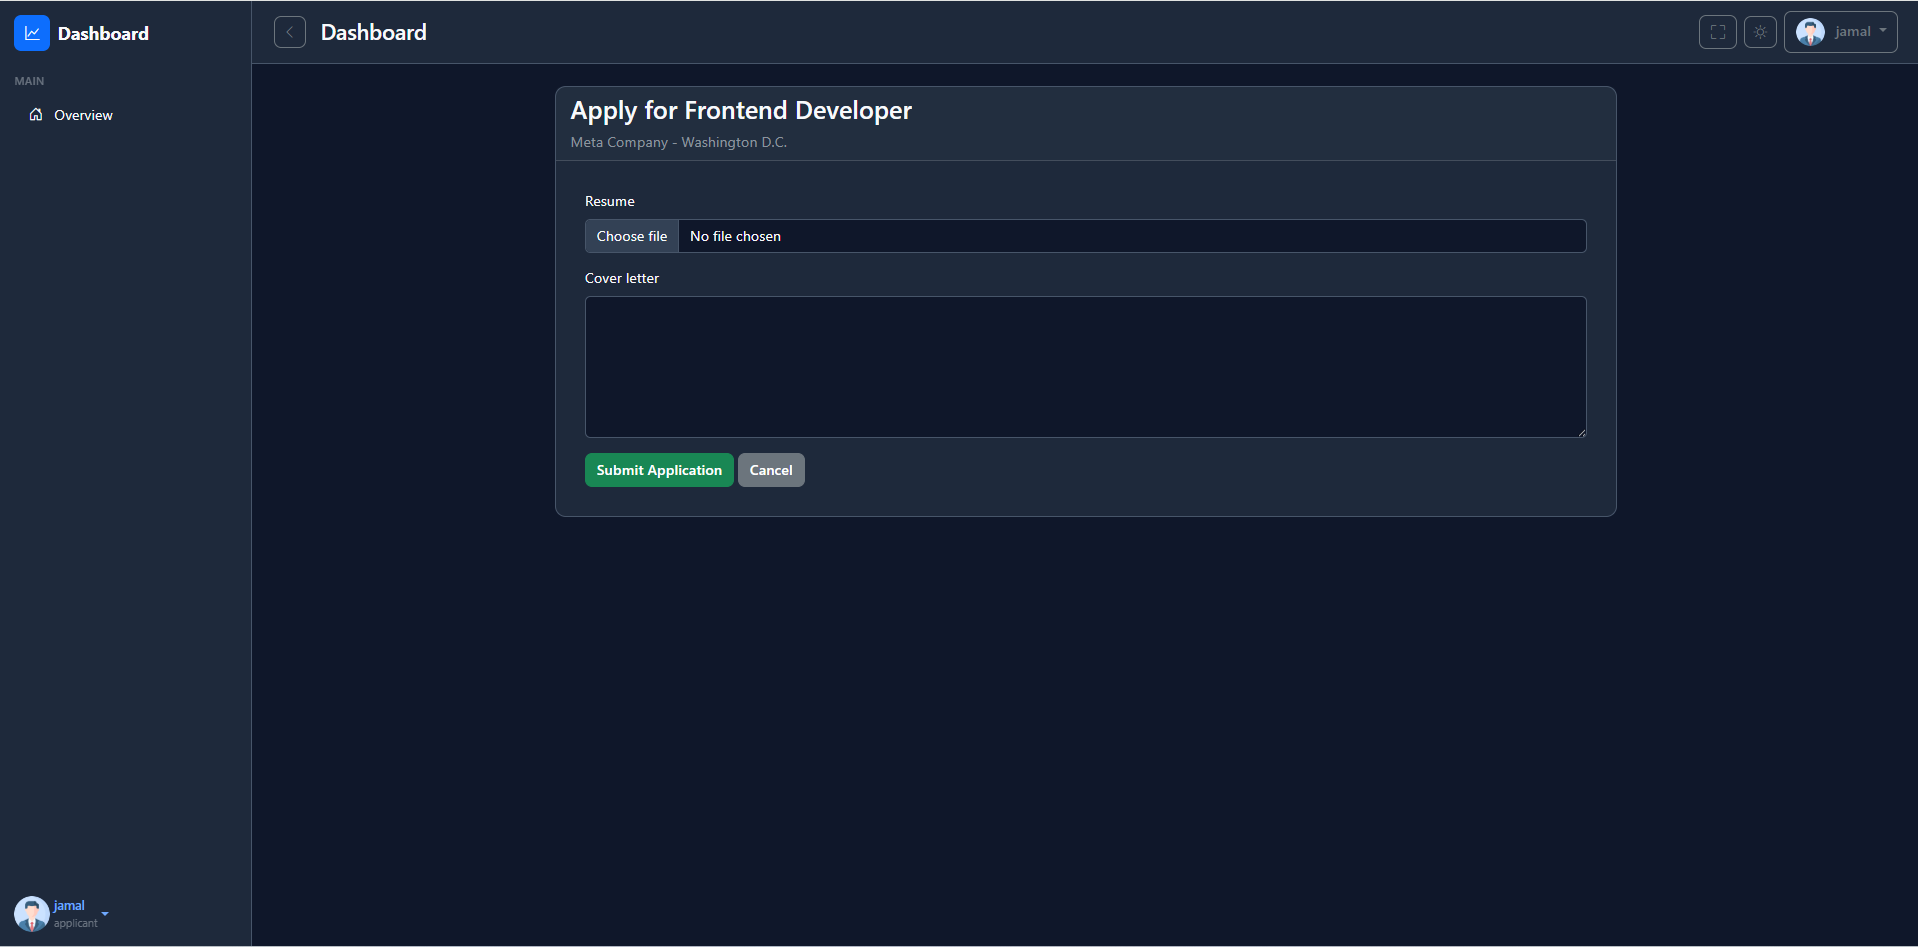 Dashboard
MAIN
Overview
Dashboard
jamal
Apply for Frontend Developer
Meta Company - Washington D.C.
Resume
Choose file No file chosen
Cover letter
Submit Application Cancel
jamal
applicant